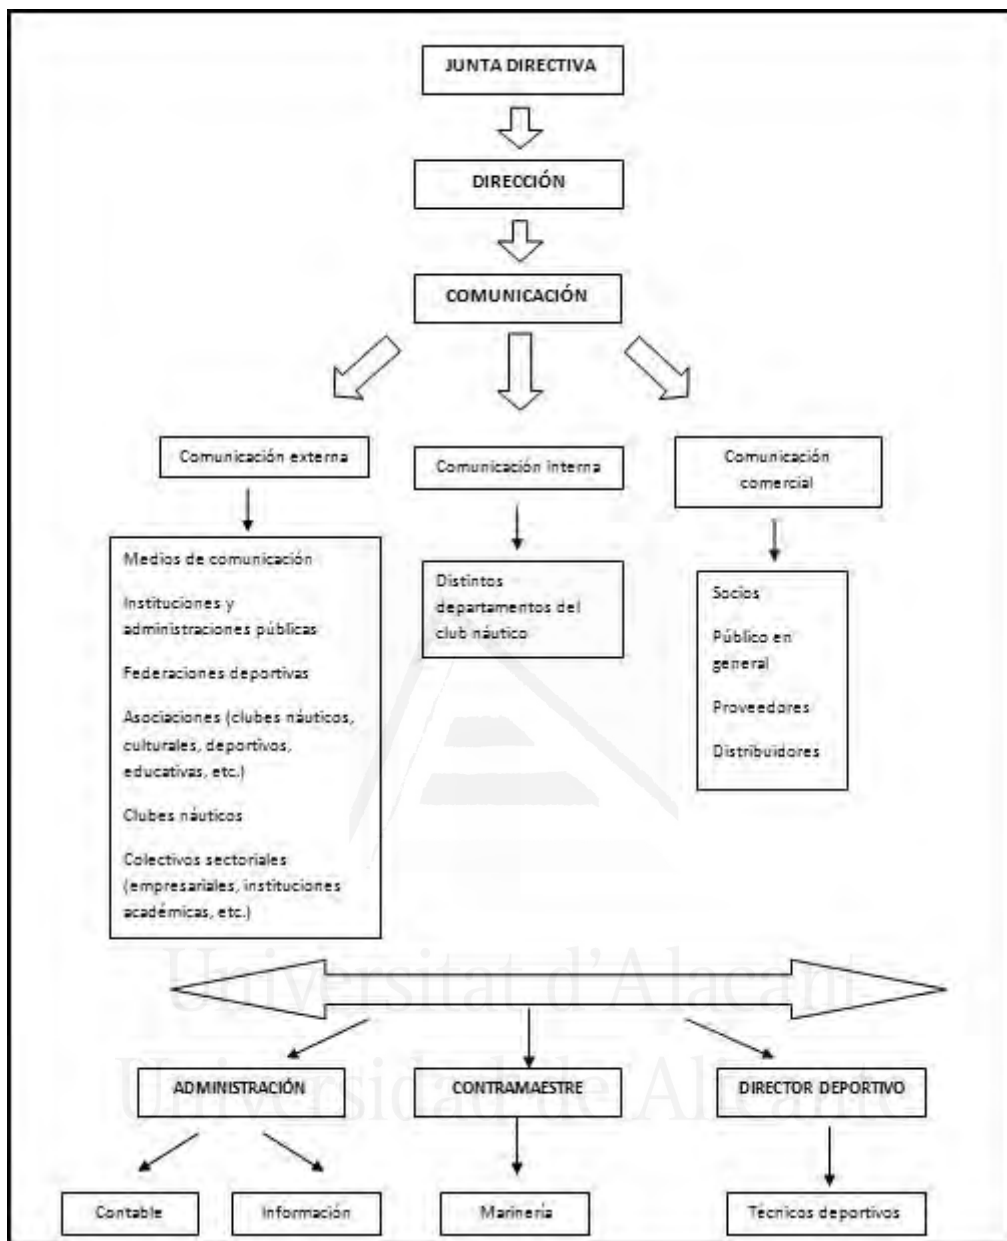 JUNTA DIRECTIVA
DIRECCIÓN
COMUNICACIÓN
Comunicación externa
Comunicación interna
Comunicación
comercial
Medios de comunicación
Instituciones y
administraciones públicas
Federaciones deportivas
Asociaciones (clubes náuticos,
culturales, deportivos,
educativas, etc.)
Clubes náuticos
Colectivos sectoriales
(empresariales, instituciones
académicas, etc.)
Distintos
departamentos del
club náutico
Socios
Público en
general
Proveedores
Distribuidores
Universitat d'Alacant
Universidad de Alicante
ADMINISTRACIÓN
CONTRAMAESTRE
DIRECTOR DEPORTIVO
Contable
Información
Marinería
Técnicos deportivos